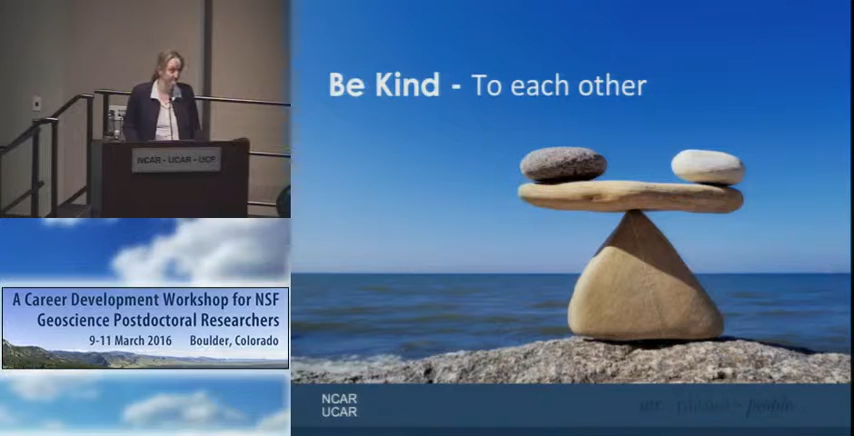 NCAR - UCAR - UCP
A Career Development Workshop for NSF
Geoscience Postdoctoral Researchers
9-11 March 2016 Boulder, Colorado
Be Kind - To each other
NCAR
UCAR